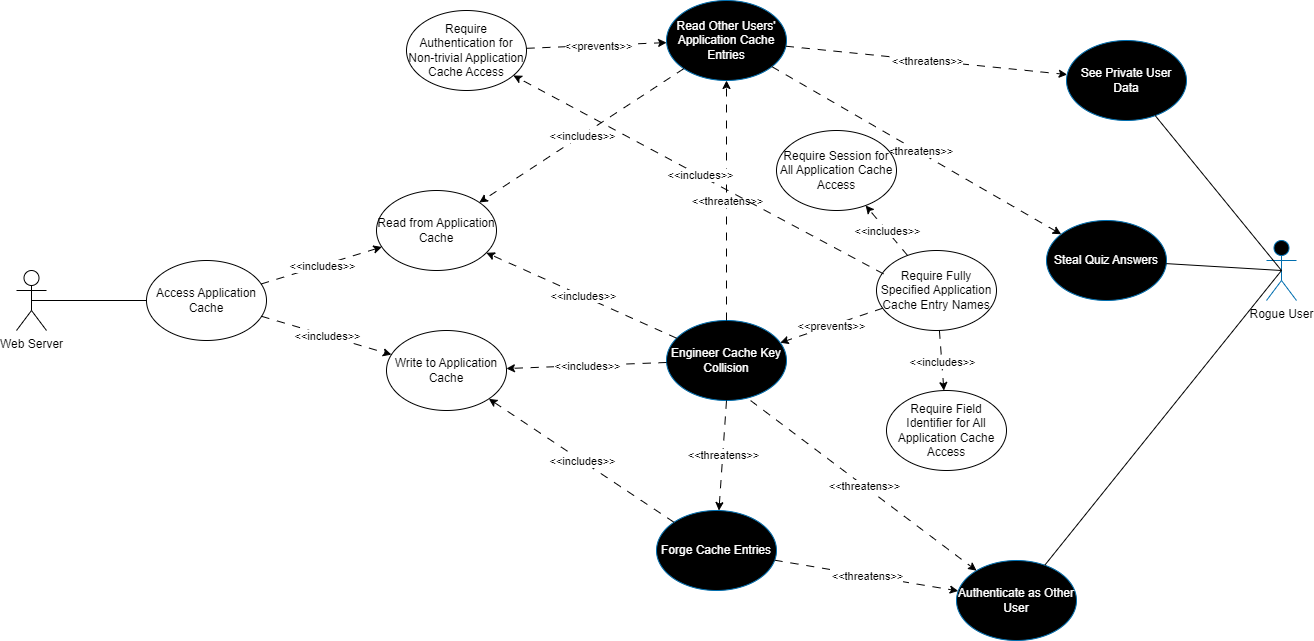 Require
Authentication for
Non-trivial Application
Cache Access
<<prevents>>
Read Other Users'
Application Cache
Entries
<<threatens>>
See Private User
Data
<<includes>>
<<threatens>>
Require Session for
All Application Cache
Access
<<includes>>
<<threatens>>
Read from Application
Cache
<<includes>>
<<includes>>
Steal Quiz Answers
Require Fully
Specified Application
Cache Entry Names
Rogue User
Access Application
Cache
<<includes>>
<<prevents>>
Web Server
<<includes>>
Write to Application
Cache
<<includes>>
Engineer Cache Key
Collision
<<includes>>
Require Field
Identifier for All
Application Cache
Access
<<includes>>
<<threatens>>
<<threatens>>
Forge Cache Entries
<<threatens>>
Authenticate as Other
User